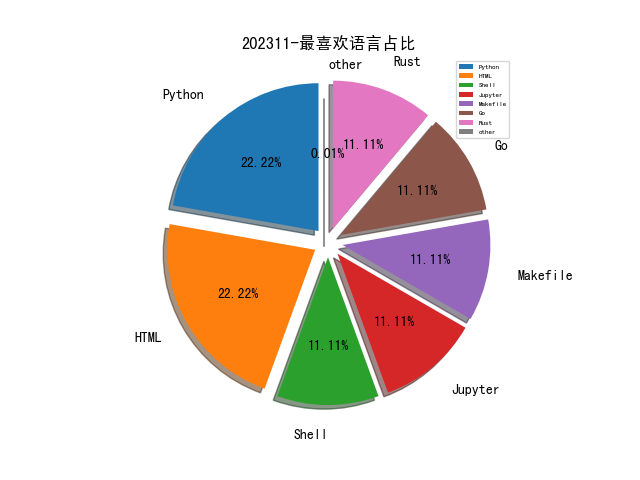 202311-最喜欢语言占比
other
Rust
Python
Go
HTML
Makefile
Shell
Jupyter
22.22%
0.01%
11.11%
11.11%
22.22%
11.11%
11.11%
11.11%
Python
HTML
Shell
Jupyter
Makefile
Go
Rust
other